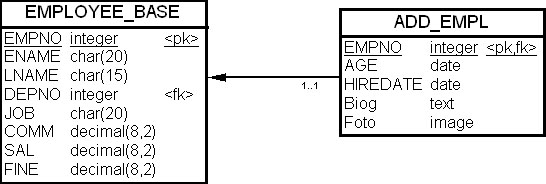 EMPLOYEE_BASE
EMPNO integer <pk>
ENAME char(20)
LNAME char(15)
DEPNO integer <fk>
JOB char(20)
COMM decimal(8,2)
SAL decimal(8,2)
FINE decimal(8,2)
1..1
ADD_EMPL
EMPNO integer <pk,fk>
AGE date
HIREDATE date
Biog text
Foto image